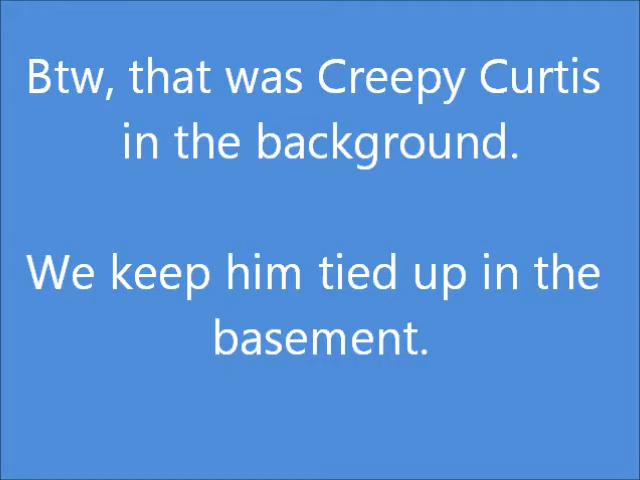 Btw, that was Creepy Curtis
in the background.
We keep him tied up in the
basement.